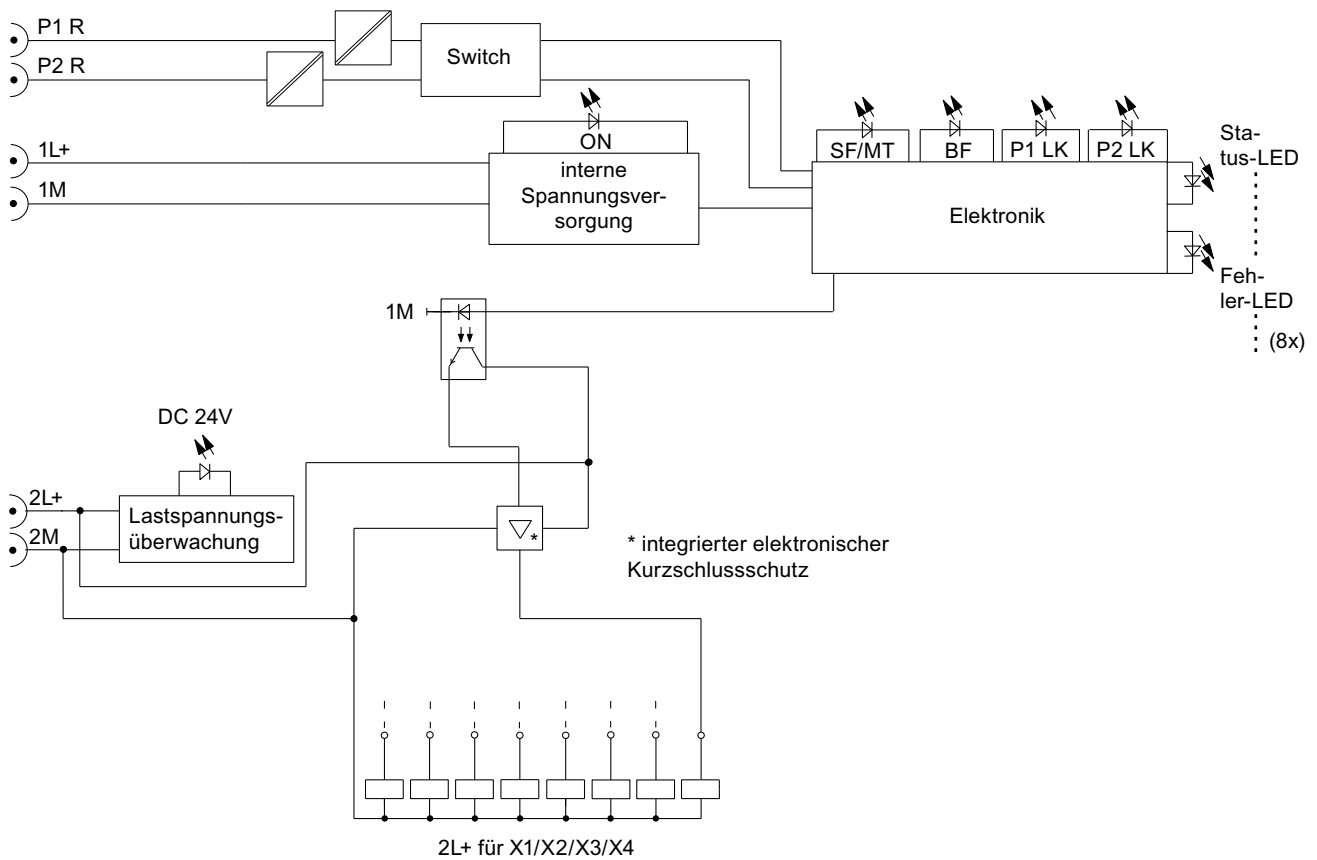 P1 R
P2 R
Switch
1L+
1M
ON
interne
Spannungsver-
sorgung
SF/MT
BF
P1 LK
P2 LK
Sta-
tus-LED
Elektronik
Feh-
ler-LED
(8x)
1M
DC 24V
2L+
2M
Lastspannungs-
überwachung
*
* integrierter elektronischer
Kurzschlussschutz
2L+ für X1/X2/X3/X4